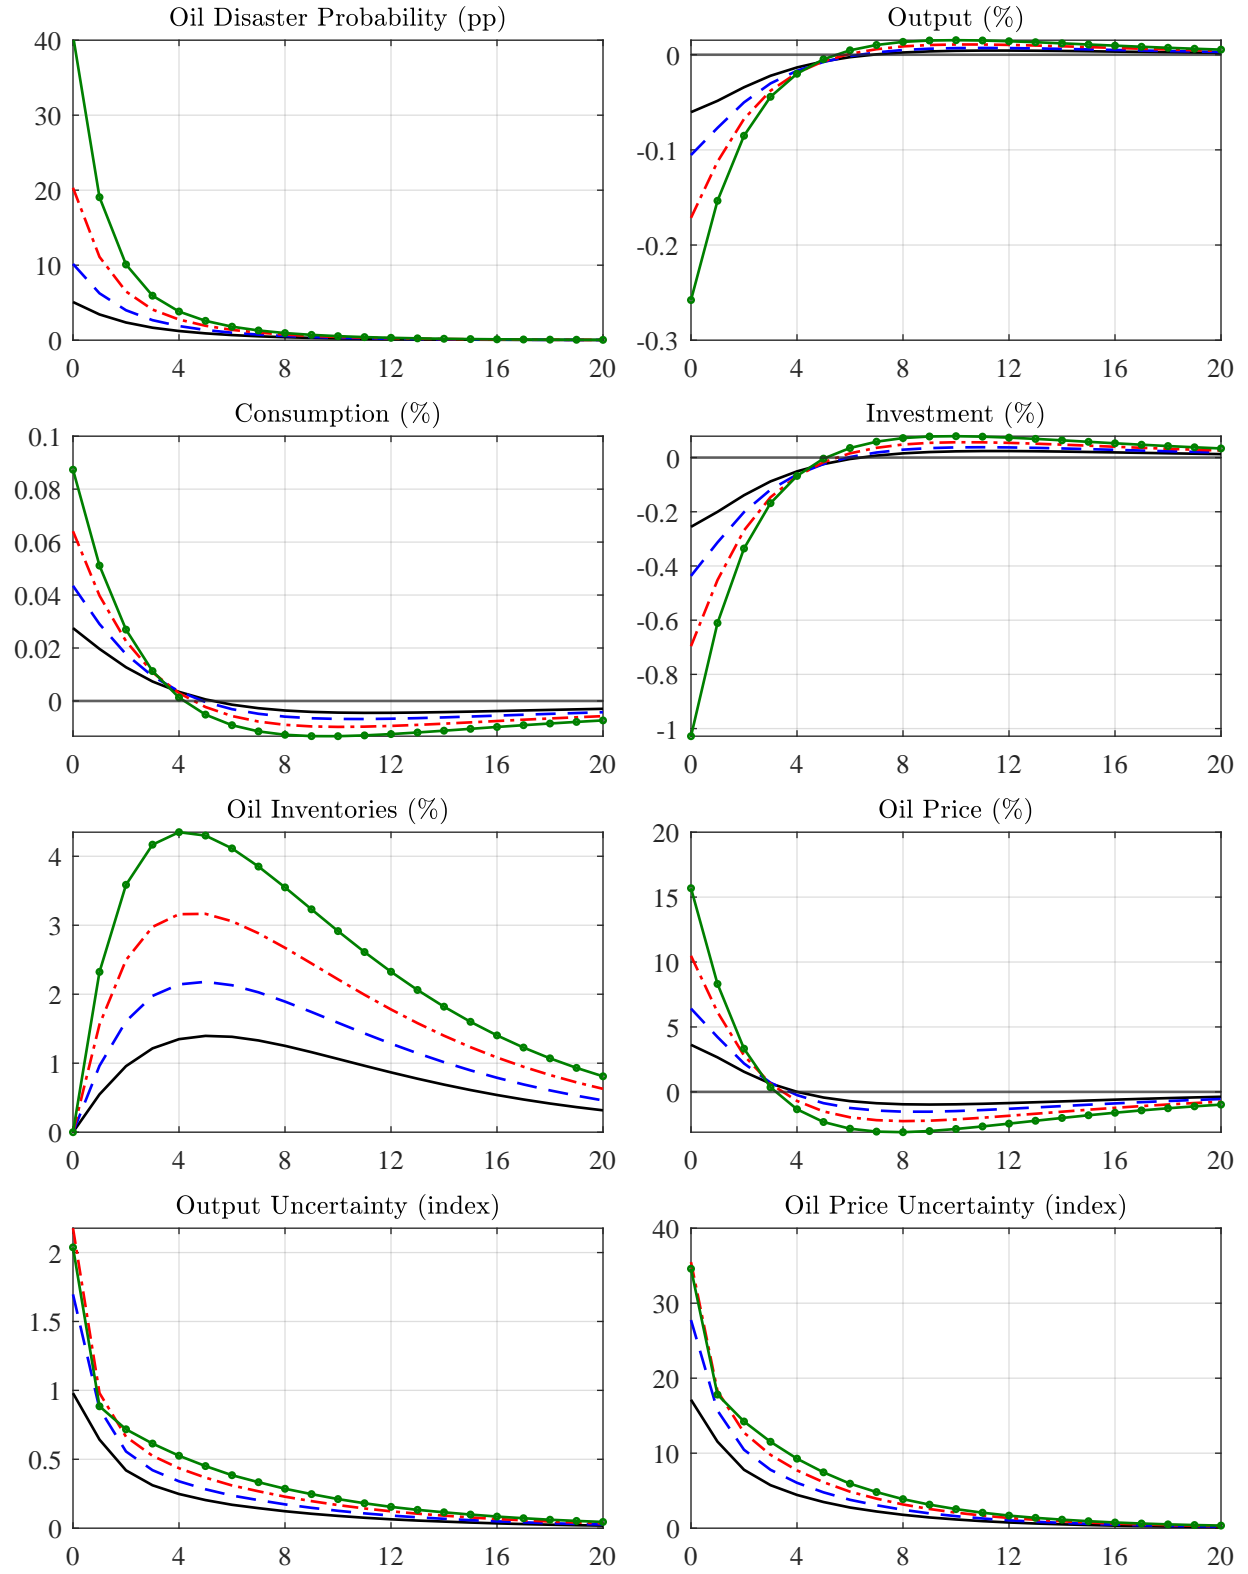 Oil Disaster Probability (pp)
40
30
20
10
0
0 4 8 12 16 20
Output (%)
0
-0.1
-0.2
-0.3
0 4 8 12 16 20
Consumption (%)
0.1
0.08
0.06
0.04
0.02
0
0 4 8 12 16 20
Investment (%)
0
-0.2
-0.4
-0.6
-0.8
-1
0 4 8 12 16 20
Oil Inventories (%)
4
3
2
1
0
0 4 8 12 16 20
Oil Price (%)
20
15
10
5
0
0 4 8 12 16 20
Output Uncertainty (index)
2
1.5
1
0.5
0
0 4 8 12 16 20
Oil Price Uncertainty (index)
40
30
20
10
0
0 4 8 12 16 20